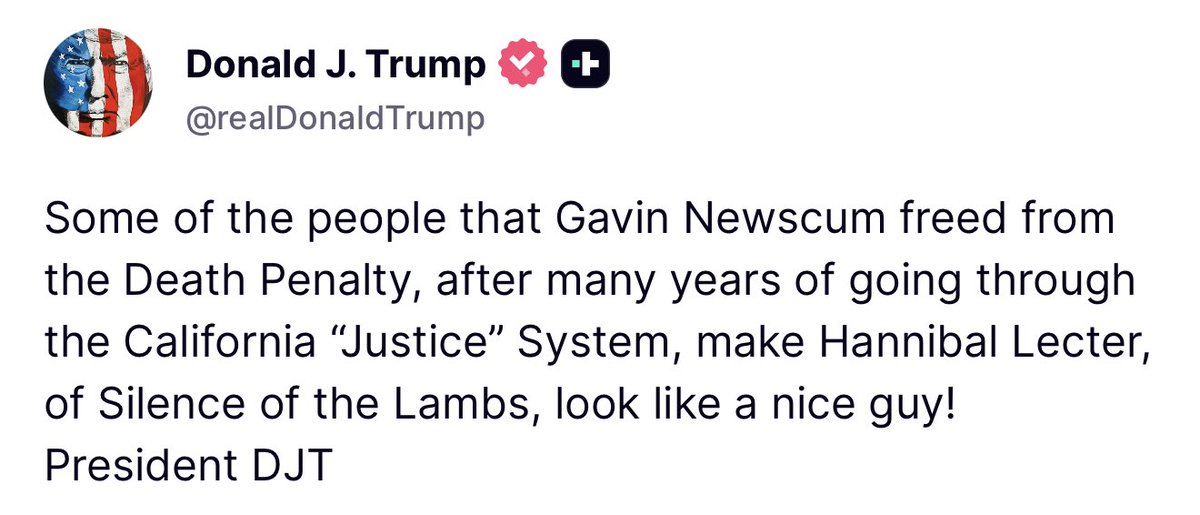 Donald J. Trump
@realDonaldTrump
Some of the people that Gavin Newscum freed from
the Death Penalty, after many years of going through
the California “Justice” System, make Hannibal Lecter,
of Silence of the Lambs, look like a nice guy!
President DJT